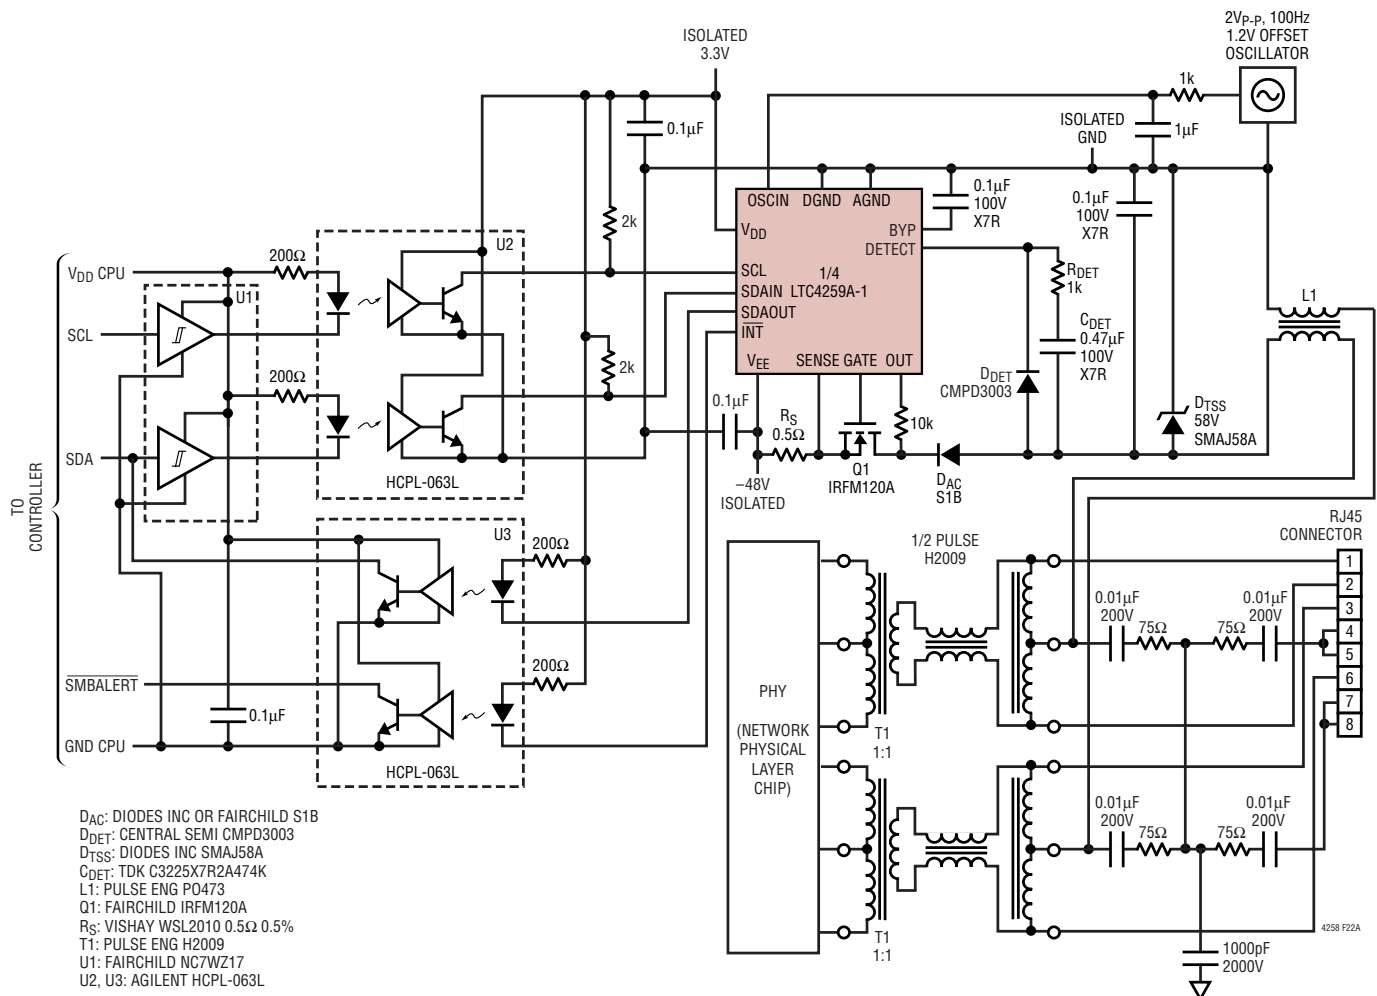 2VP-P, 100Hz
1.2V OFFSET
OSCILLATOR
ISOLATED
3.3V
1k
0.1µF
ISOLATED
GND
1µF
OSCIN DGND AGND
0.1µF
100V
X7R
0.1µF
100V
X7R
2k
VDD
BYP
DETECT
U2
200Ω
VDD CPU
U1
SCL
SCL
1/4
SDAIN LTC4259A-1
SDAOUT
INT
VEE SENSE GATE OUT
RDET
1k
CDET
0.47µF
100V
X7R
L1
200Ω
2k
DDET
CMPD3003
0.1µF
RS
0.5Ω
10k
DTSS
58V
SMAJ58A
SDA
Q1
IRFM120A
DAC
S1B
HCPL-063L
–48V
ISOLATED
TO
CONTROLLER
U3
200Ω
1/2 PULSE
H2009
RJ45
CONNECTOR
1
2
3
4
5
6
7
8
0.01µF
200V
75Ω
75Ω
0.01µF
200V
200Ω
SMBALERT
0.1µF
GND CPU
HCPL-063L
PHY
(NETWORK
PHYSICAL
LAYER
CHIP)
T1
1:1
0.01µF
200V
75Ω
75Ω
0.01µF
200V
T1
1:1
1000pF
2000V
4258 F22A
DAC: DIODES INC OR FAIRCHILD S1B
DDET: CENTRAL SEMI CMPD3003
DTSS: DIODES INC SMAJ58A
CDET: TDK C3225X7R2A474K
L1: PULSE ENG PO473
Q1: FAIRCHILD IRFM120A
RS: VISHAY WSL2010 0.5Ω 0.5%
T1: PULSE ENG H2009
U1: FAIRCHILD NC7WZ17
U2, U3: AGILENT HCPL-063L